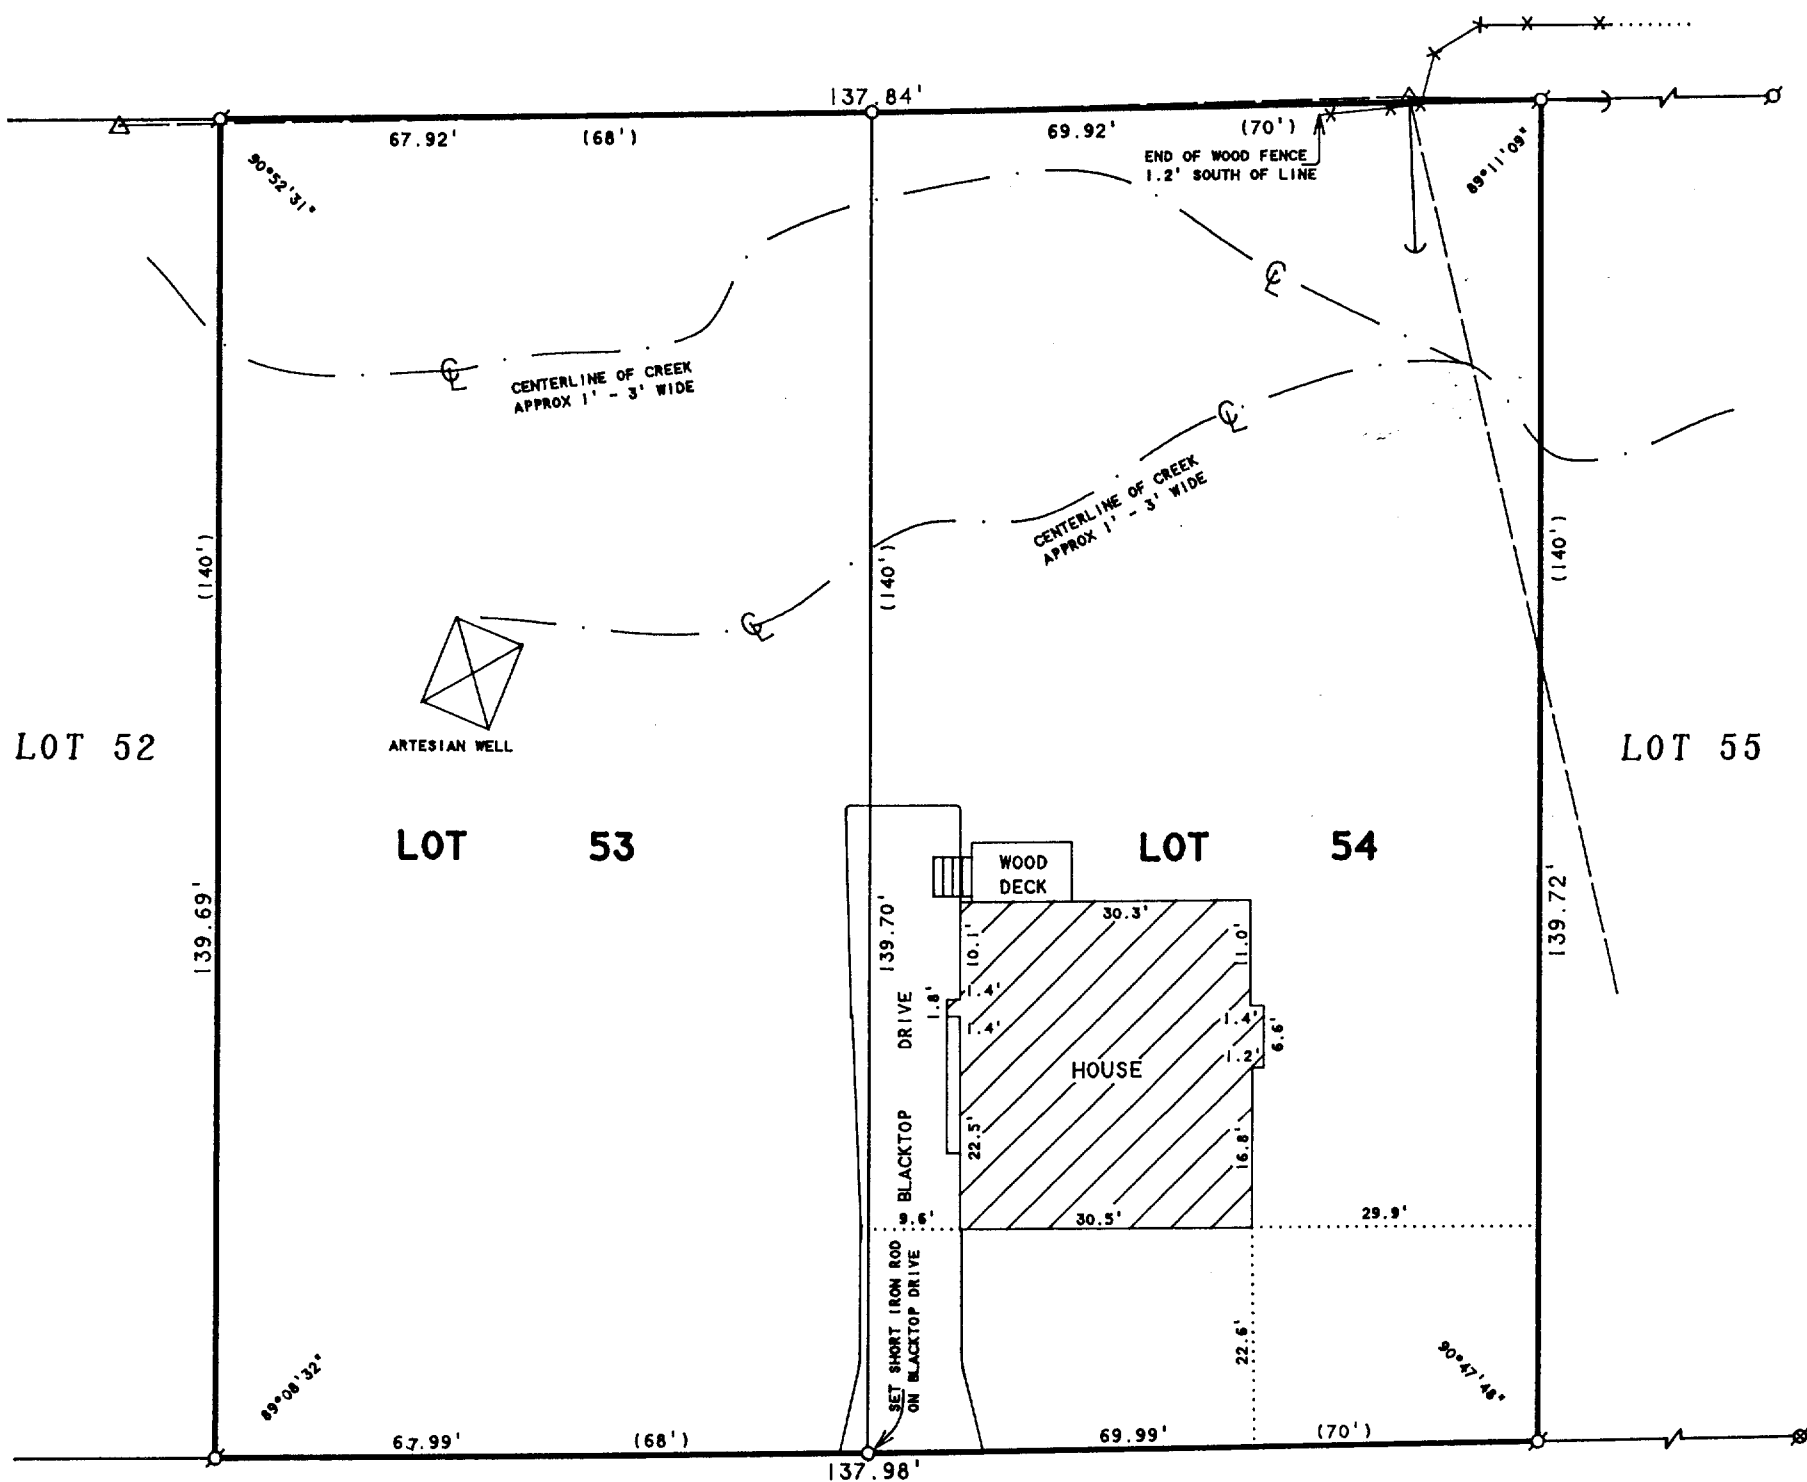 137.84'
67.92' (68')
69.92' (70')
END OF WOOD FENCE
1.2' SOUTH OF LINE
90°52'31"
89°11'09"
℄
℄
CENTERLINE OF CREEK
APPROX 1' - 3' WIDE
℄
CENTERLINE OF CREEK
APPROX 1' - 3' WIDE
℄
(140')
(140')
(140')
ARTESIAN WELL
LOT 52
LOT 55
LOT 53
LOT 54
WOOD
DECK
139.69'
139.70'
139.72'
30.3'
10.1'
11.0'
1.4'
1.8'
1.4'
1.4'
6.6'
1.2'
HOUSE
BLACKTOP DRIVE
22.5'
16.8'
9.6'
30.5'
29.9'
SET SHORT IRON ROD
ON BLACKTOP DRIVE
22.6'
89°08'32"
90°47'48"
67.99' (68')
69.99' (70')
137.98'